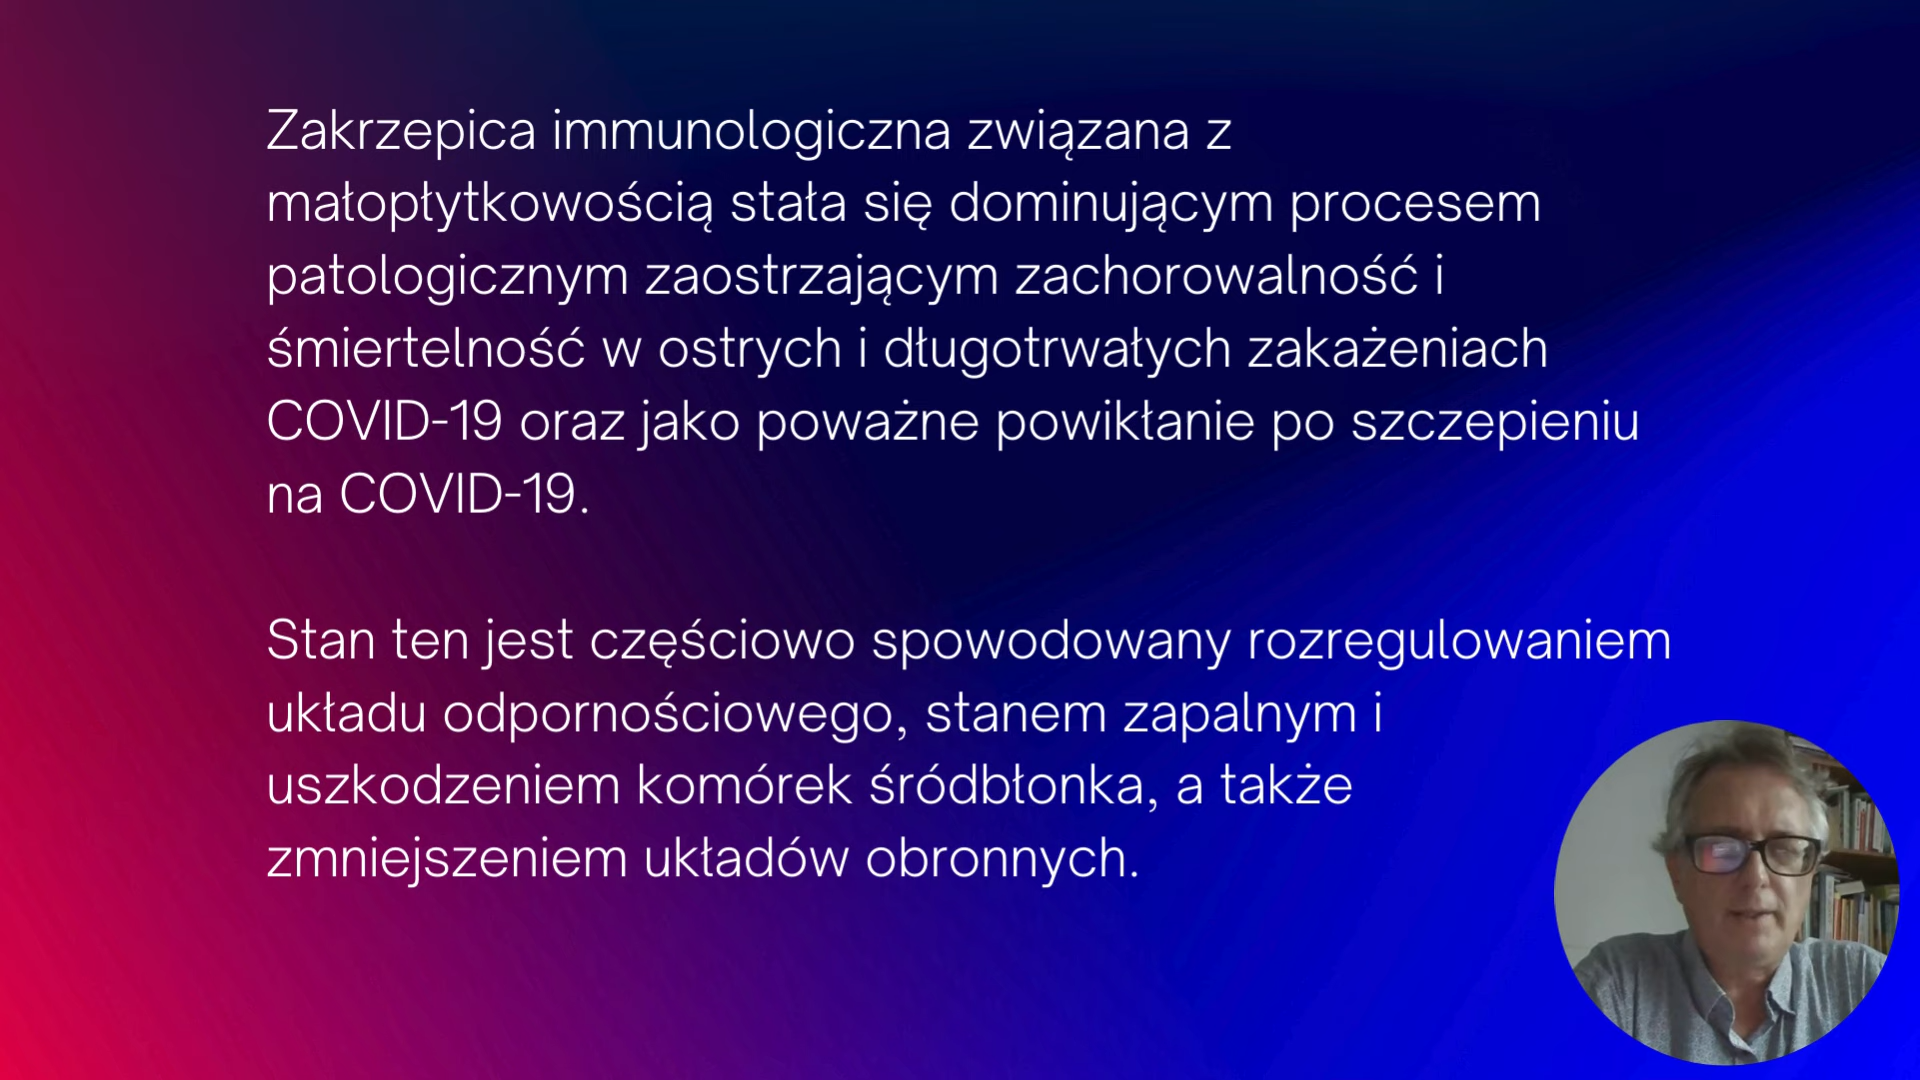 Zakrzepica immunologiczna związana z
małopłytkowością stała się dominującym procesem
patologicznym zaostrzającym zachorowalność i
śmiertelność w ostrych i długotrwałych zakażeniach
COVID-19 oraz jako poważne powikłanie po szczepieniu
na COVID-19.
Stan ten jest częściowo spowodowany rozregulowaniem
układu odpornościowego, stanem zapalnym i
uszkodzeniem komórek śródbłonka, a także
zmniejszeniem układów obronnych.